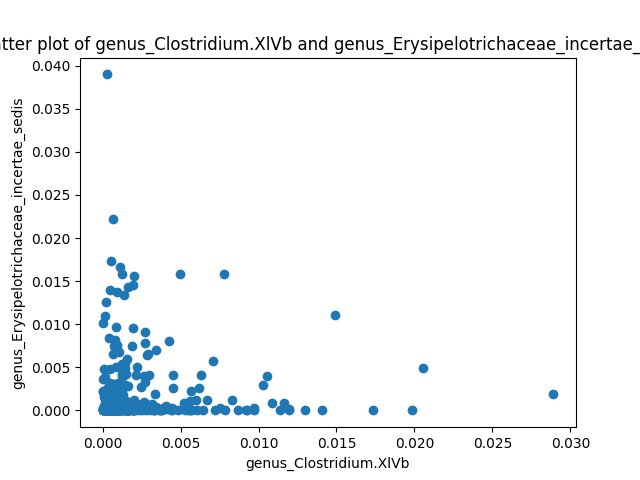 tter plot of genus_Clostridium.XlVb and genus_Erysipelotrichaceae_incertae_
0.040
0.035
0.030
0.025
0.020
0.015
0.010
0.005
0.000
genus_Erysipelotrichaceae_incertae_sedis
0.000 0.005 0.010 0.015 0.020 0.025 0.030
genus_Clostridium.XlVb